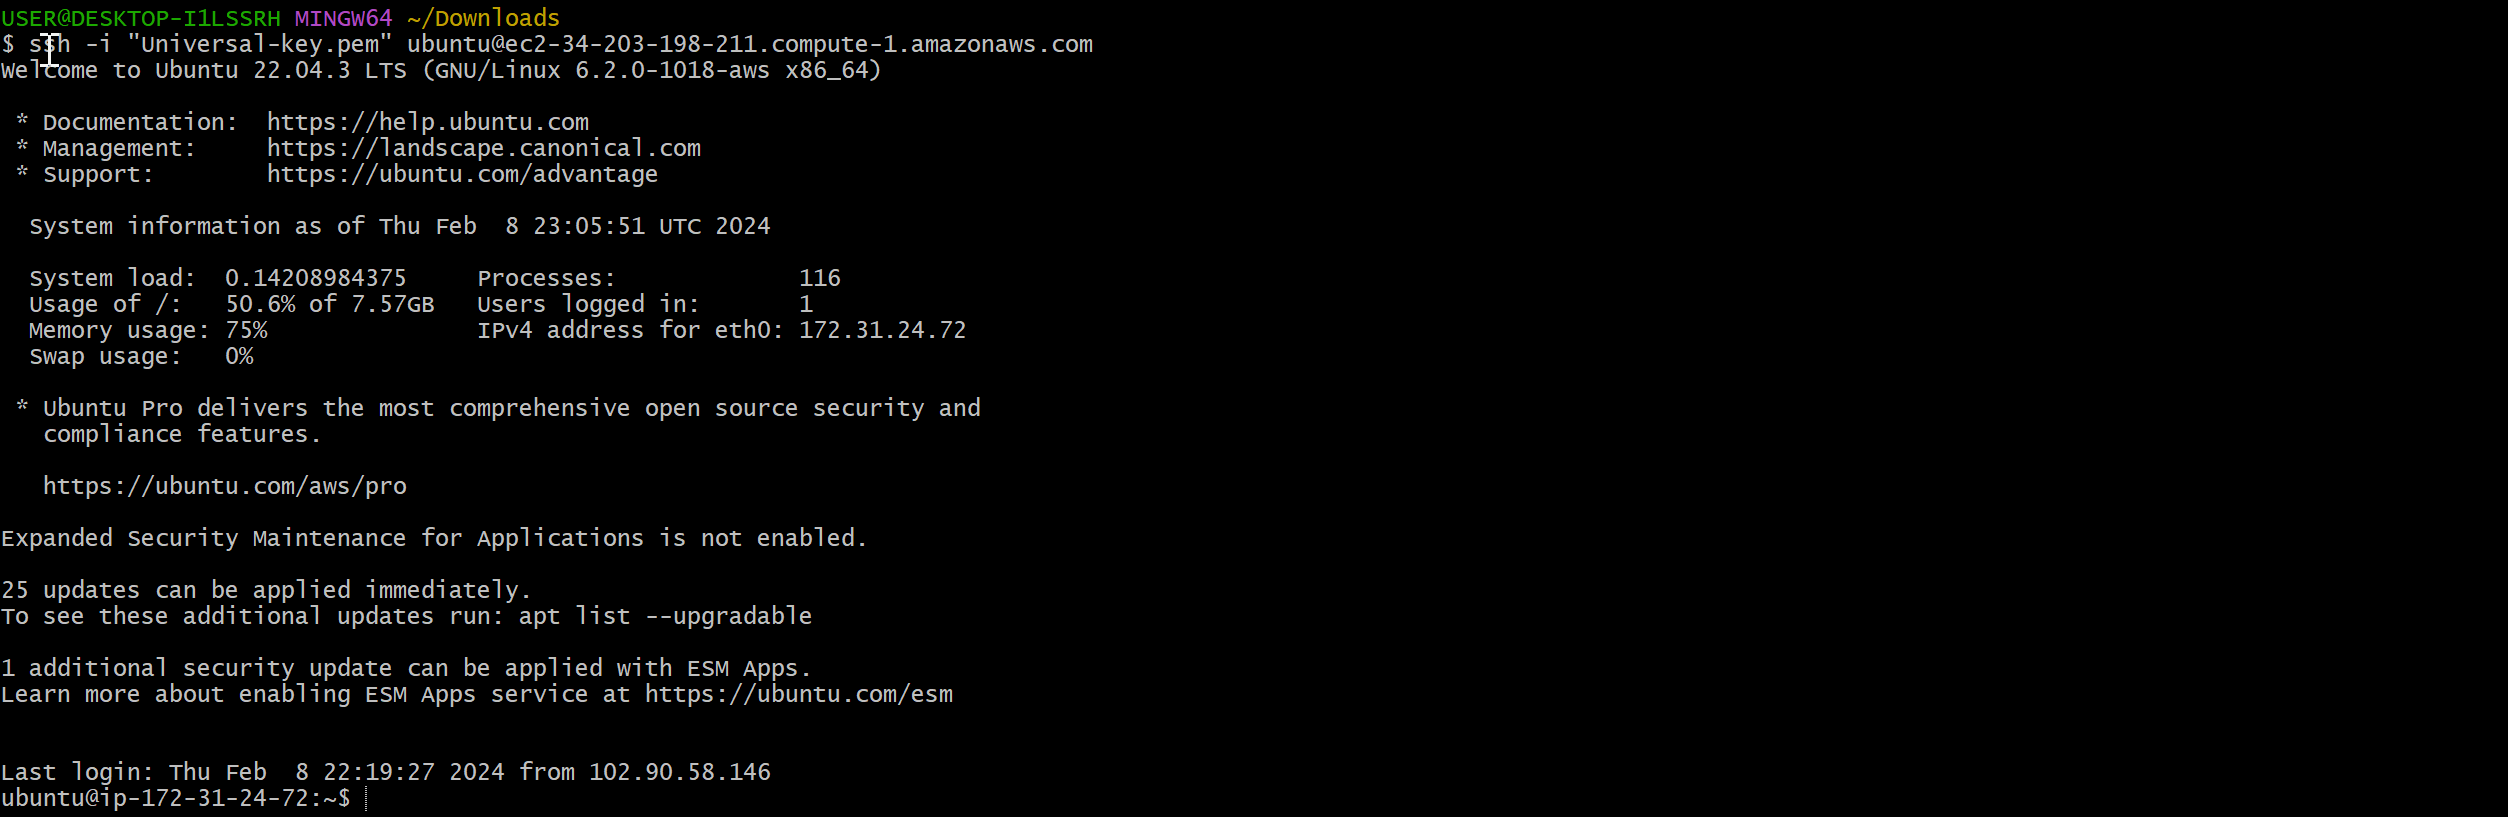 USER@DESKTOP-I1LSSRH MINGW64 ~/Downloads
$ ssh -i "Universal-key.pem" ubuntu@ec2-34-203-198-211.compute-1.amazonaws.com
Welcome to Ubuntu 22.04.3 LTS (GNU/Linux 6.2.0-1018-aws x86_64)

 * Documentation:  https://help.ubuntu.com
 * Management:     https://landscape.canonical.com
 * Support:        https://ubuntu.com/advantage

  System information as of Thu Feb  8 23:05:51 UTC 2024

  System load:  0.14208984375     Processes:             116
  Usage of /:   50.6% of 7.57GB   Users logged in:       1
  Memory usage: 75%               IPv4 address for eth0: 172.31.24.72
  Swap usage:   0%

 * Ubuntu Pro delivers the most comprehensive open source security and
   compliance features.

   https://ubuntu.com/aws/pro

Expanded Security Maintenance for Applications is not enabled.

25 updates can be applied immediately.
To see these additional updates run: apt list --upgradable

1 additional security update can be applied with ESM Apps.
Learn more about enabling ESM Apps service at https://ubuntu.com/esm


Last login: Thu Feb  8 22:19:27 2024 from 102.90.58.146
ubuntu@ip-172-31-24-72:~$